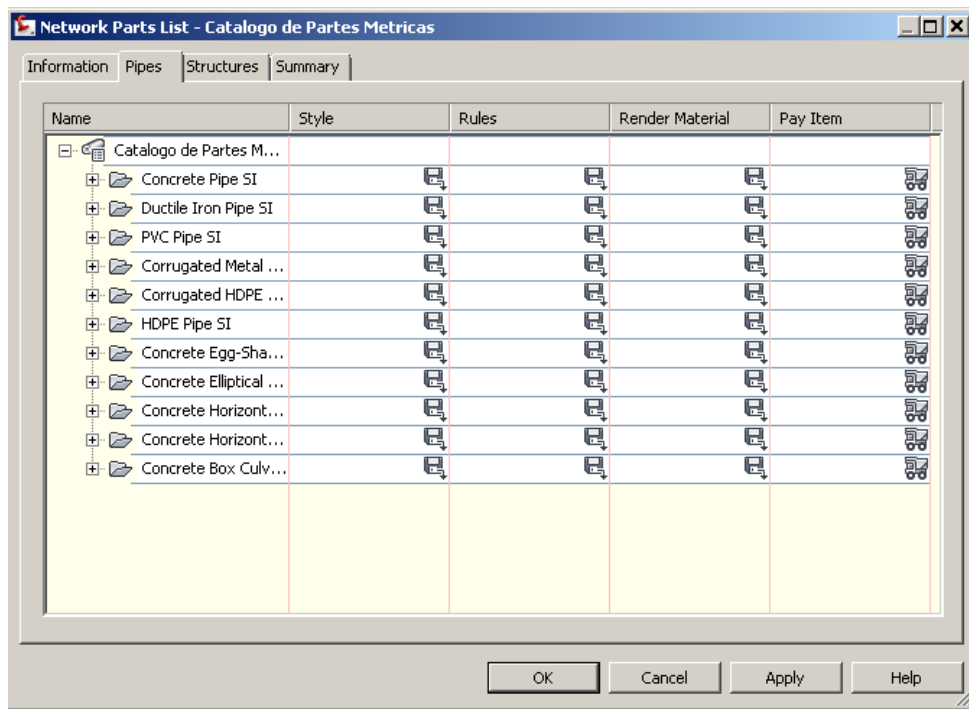 Network Parts List - Catalogo de Partes Metricas
Information Pipes Structures Summary
Name Style Rules Render Material Pay Item
Catalogo de Partes M...
Concrete Pipe SI
Ductile Iron Pipe SI
PVC Pipe SI
Corrugated Metal ...
Corrugated HDPE ...
HDPE Pipe SI
Concrete Egg-Sha...
Concrete Elliptical ...
Concrete Horizont...
Concrete Horizont...
Concrete Box Culv...
OK Cancel Apply Help